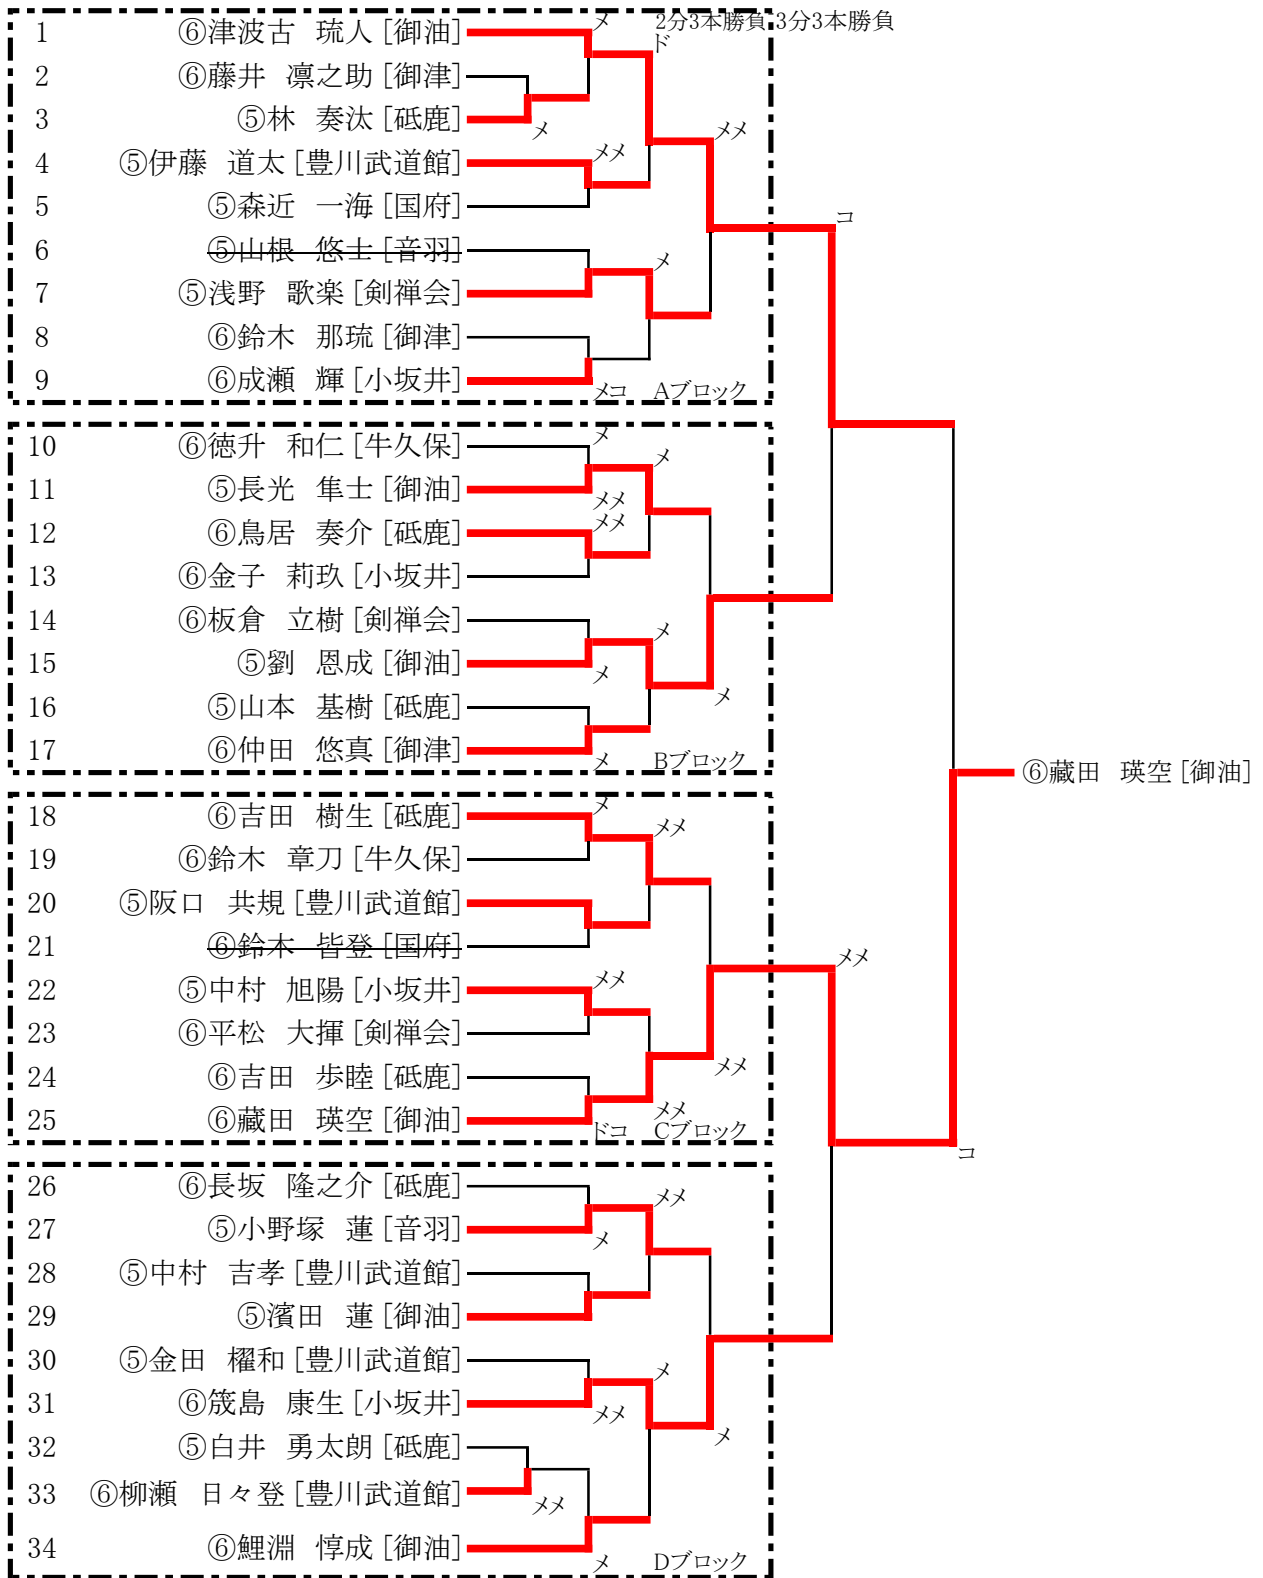 2分3本勝負 3分3本勝負
1 ⑥津波古 琉人[御油] メ
ド
2 ⑥藤井 凛之助[御津]
3 ⑤林 奏汰[砥鹿] メ
メメ
4 ⑤伊藤 道太[豊川武道館] メメ
5 ⑤森近 一海[国府]
コ
6 ⑤山根 悠士[音羽]
メ
7 ⑤浅野 歌楽[剣禅会]
8 ⑥鈴木 那琉[御津]
9 ⑥成瀬 輝[小坂井] メコ Aブロック
10 ⑥徳升 和仁[牛久保] メ
メ
11 ⑤長光 隼士[御油] メメ
12 ⑥鳥居 奏介[砥鹿] メメ
13 ⑥金子 莉玖[小坂井]
14 ⑥板倉 立樹[剣禅会]
メ
15 ⑤劉 恩成[御油] メ
16 ⑤山本 基樹[砥鹿] メ
17 ⑥仲田 悠真[御津] メ Bブロック
⑥藏田 瑛空[御油]
18 ⑥吉田 樹生[砥鹿] メ
メメ
19 ⑥鈴木 章刀[牛久保]
20 ⑤阪口 共規[豊川武道館]
21 ⑥鈴木 皆登[国府]
メメ
22 ⑤中村 旭陽[小坂井] メメ
23 ⑥平松 大揮[剣禅会]
24 ⑥吉田 歩睦[砥鹿] メメ
メメ
25 ⑥藏田 瑛空[御油] ドコ Cブロック
コ
26 ⑥長坂 隆之介[砥鹿] メメ
27 ⑤小野塚 蓮[音羽] メ
28 ⑤中村 吉孝[豊川武道館]
29 ⑤濱田 蓮[御油]
30 ⑤金田 櫂和[豊川武道館] メ
31 ⑥筬島 康生[小坂井] メメ
メ
32 ⑤白井 勇太朗[砥鹿]
33 ⑥柳瀬 日々登[豊川武道館] メメ
34 ⑥鯉淵 惇成[御油] メ Dブロック